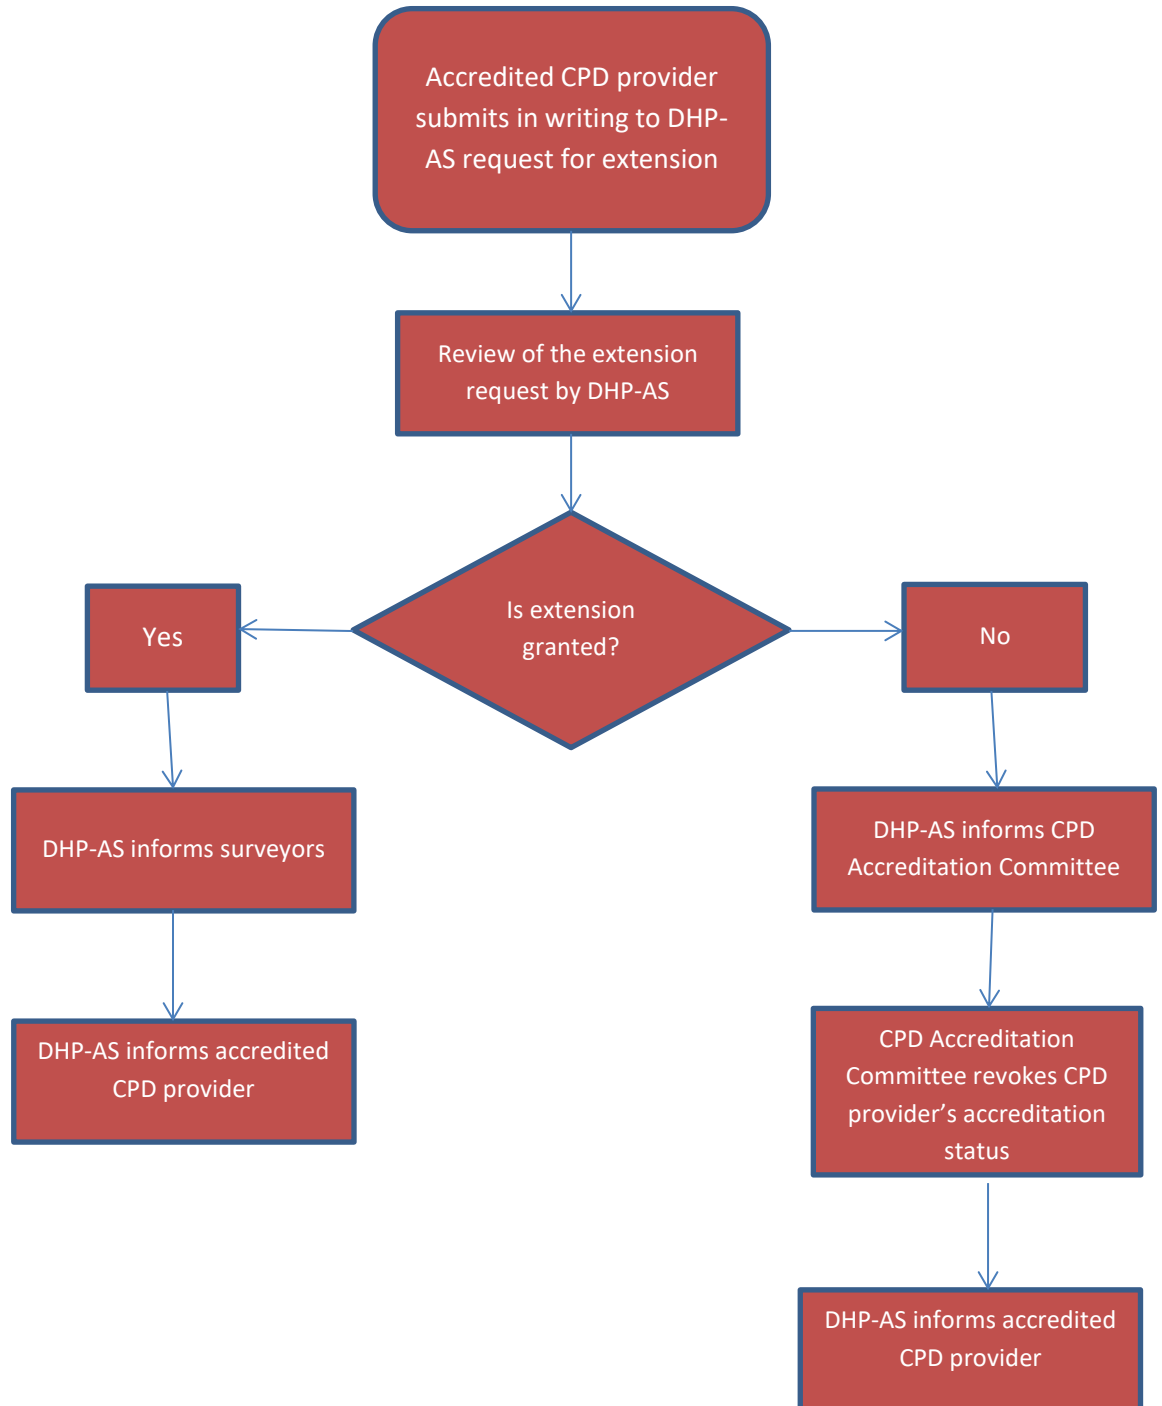 Accredited CPD provider
submits in writing to DHP-
AS request for extension
Review of the extension
request by DHP-AS
Is extension
granted?
Yes
No
DHP-AS informs surveyors
DHP-AS informs CPD
Accreditation Committee
DHP-AS informs accredited
CPD provider
CPD Accreditation
Committee revokes CPD
provider’s accreditation
status
DHP-AS informs accredited
CPD provider